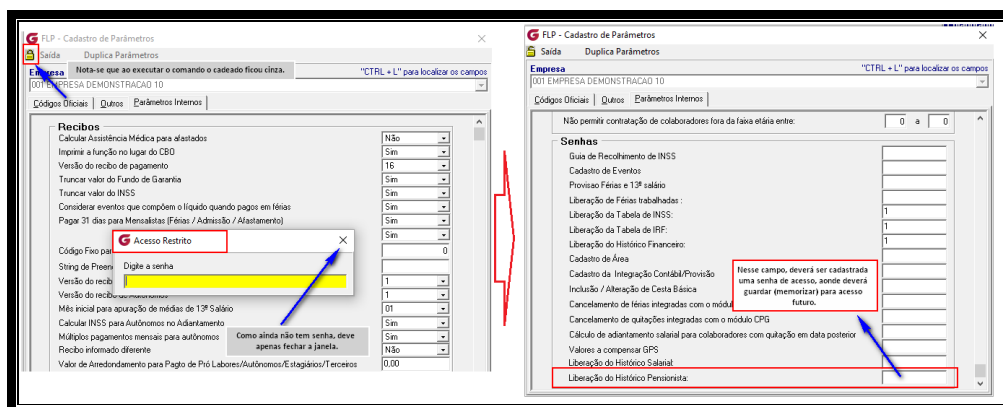 FLP - Cadastro de Parâmetros
Saída Duplica Parâmetros
Nota-se que ao executar o comando o cadeado ficou cinza.
Empresa "CTRL + L" para localizar os campos
001 EMPRESA DEMONSTRACAO 10
Códigos Oficiais Outros Parâmetros Internos
Recibos
Calcular Assistência Médica para afastados Não
Imprimir a função no lugar do CBO Sim
Versão do recibo de pagamento 16
Truncar valor do Fundo de Garantia Sim
Truncar valor do INSS Sim
Considerar eventos que compõem o líquido quando pagos em férias Sim
Pagar 31 dias para Mensalistas (Férias / Admissão / Afastamento) Sim
Sim
Código Fixo par 0
String de Preen
Acesso Restrito
Digite a senha
Versão do recib 1
Versão do recibo de Autônomos 1
Mês inicial para apuração de médias de 13º Salário 01
Calcular INSS para Autônomos no Adiantamento Sim
Múltiplos pagamentos mensais para autônomos Sim
Recibo informado diferente Não
Valor de Arredondamento para Pagto de Pró Labores/Autônomos/Estagiários/Terceiros 0,00
Como ainda não tem senha, deve
apenas fechar a janela.
FLP - Cadastro de Parâmetros
Saída Duplica Parâmetros
Empresa "CTRL + L" para localizar os campos
001 EMPRESA DEMONSTRACAO 10
Códigos Oficiais Outros Parâmetros Internos
Não permitir contratação de colaboradores fora da faixa etária entre: 0 a 0
Senhas
Guia de Recolhimento de INSS
Cadastro de Eventos
Provisao Férias e 13º salário
Liberação de Férias trabalhadas :
Liberação da Tabela de INSS: 1
Liberação da Tabela de IRF: 1
Liberação do Histórico Financeiro: 1
Cadastro de Área
Cadastro da Integração Contábil/Provisão
Inclusão / Alteração de Cesta Básica
Cancelamento de férias integradas com o módul
Cancelamento de quitações integradas com o módulo CPG
Cálculo de adiantamento salarial para colaboradores com quitação em data posterior
Valores a compensar GPS
Liberação do Histórico Salarial:
Liberação do Histórico Pensionista:
Nesse campo, deverá ser cadastrada
uma senha de acesso, aonde deverá
guardar (memorizar) para acesso
futuro.